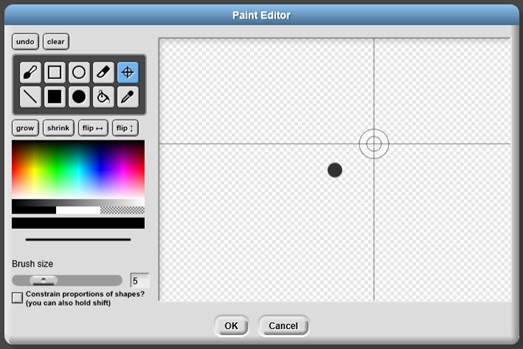 Paint Editor
undo clear
grow shrink flip ↔ flip ↕
Brush size
5
Constrain proportions of shapes?
(you can also hold shift)
OK Cancel